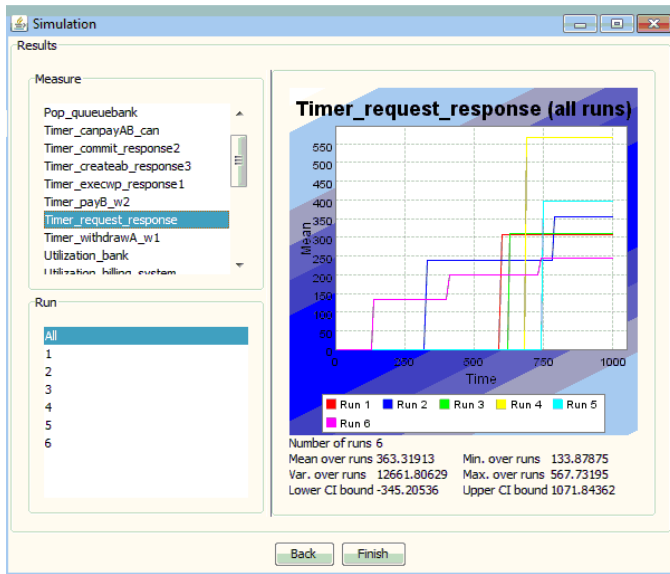 Simulation
Results
Measure
Pop_quueuebank
Timer_canpayAB_can
Timer_commit_response2
Timer_createab_response3
Timer_execwp_response1
Timer_payB_w2
Timer_request_response
Timer_withdrawA_w1
Utilization_bank
Utilization_billing_system
Run
All
1
2
3
4
5
6
Timer_request_response (all runs)
Mean
550
500
450
400
350
300
250
200
150
100
50
0
0 250 500 750 1000
Time
Run 1 Run 2 Run 3 Run 4 Run 5
Run 6
Number of runs 6
Mean over runs 363.31913 Min. over runs 133.87875
Var. over runs 12661.80629 Max. over runs 567.73195
Lower CI bound -345.20536 Upper CI bound 1071.84362
Back Finish